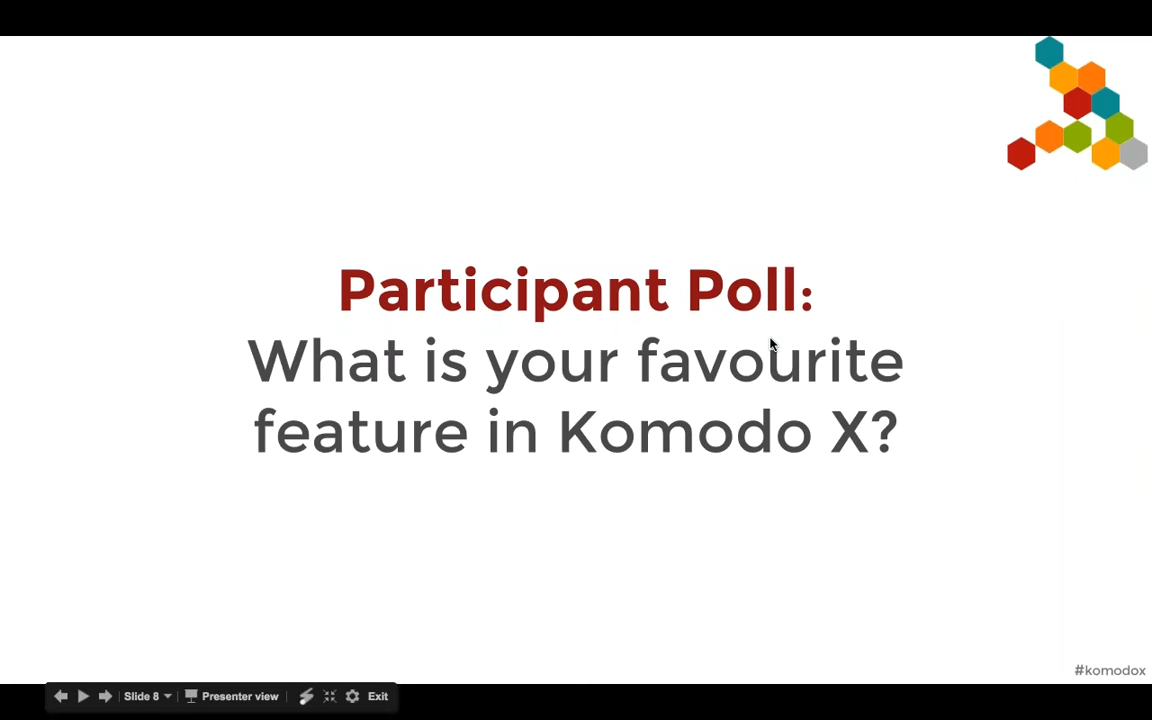 Participant Poll:
What is your favourite
feature in Komodo X?
#komodox
Slide 8
Presenter view
Exit